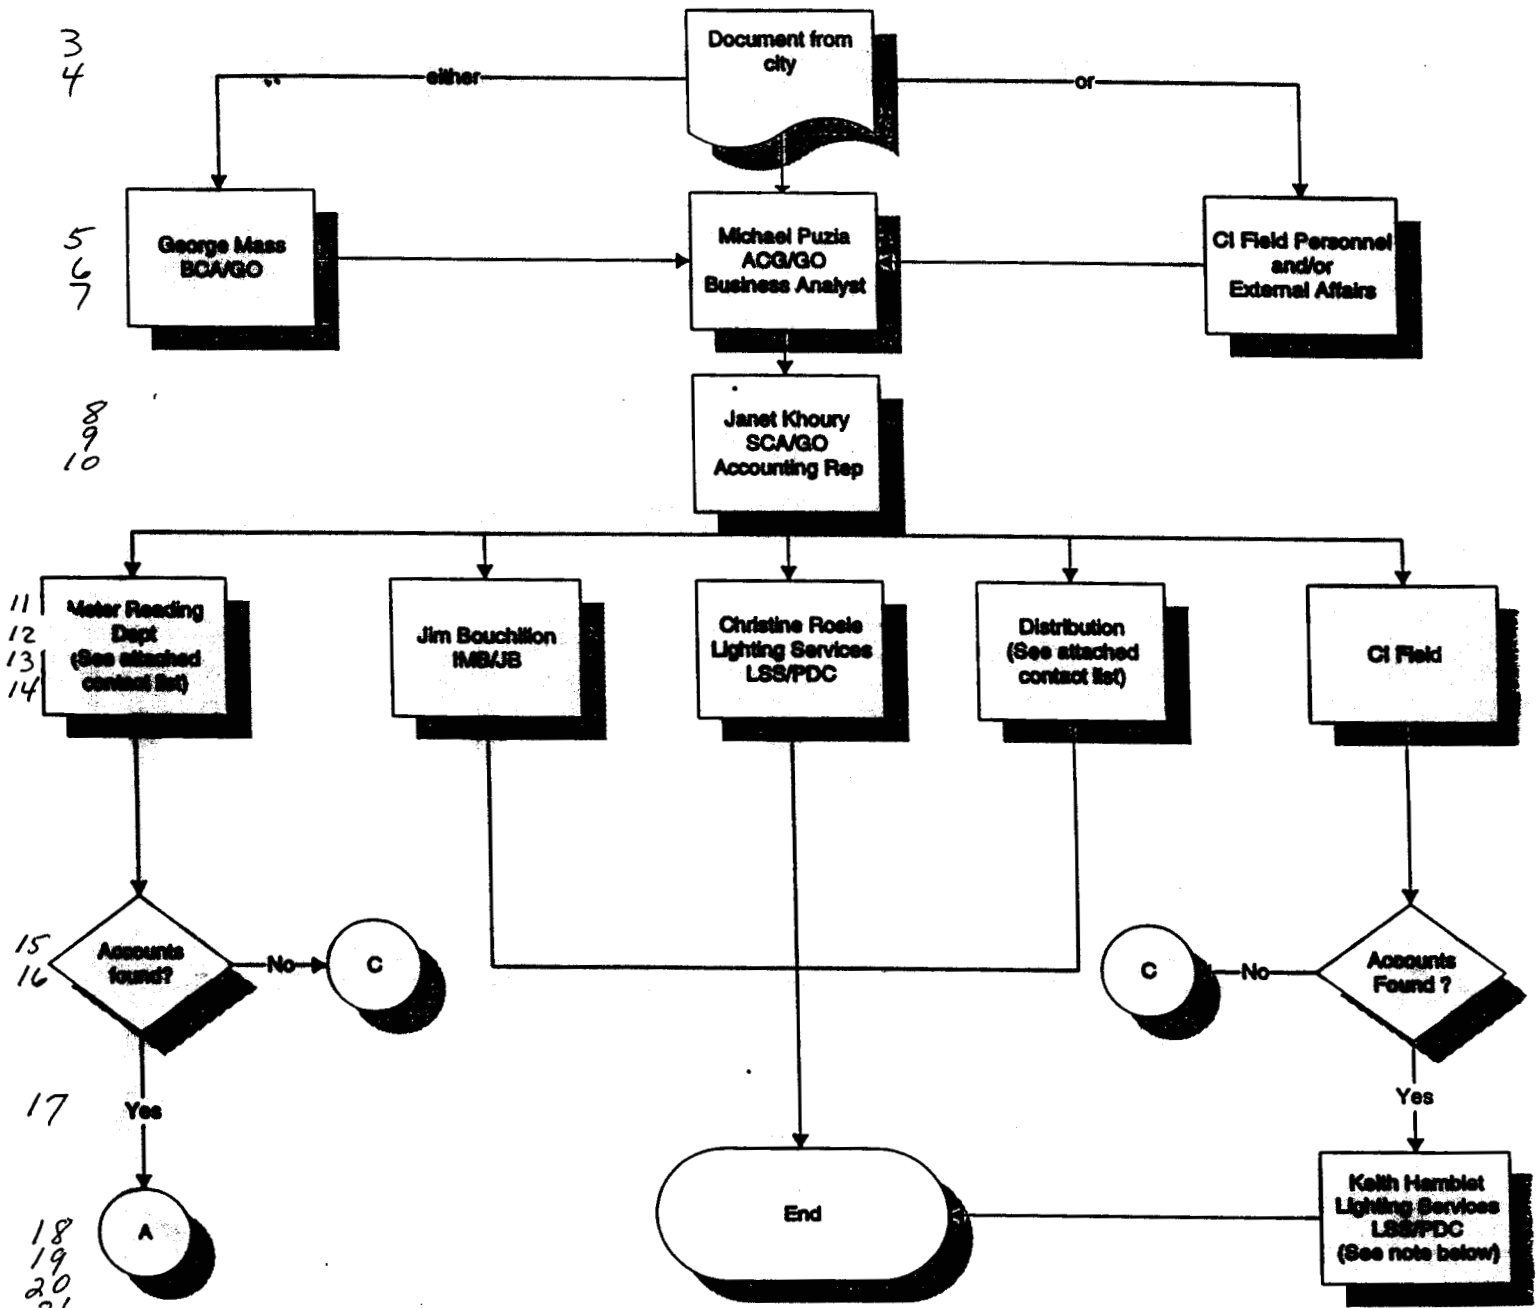 3
Document from
4
city
either
or
5
George Mass
Michael Puzia
CI Field Personnel
6
BCA/GO
ACG/GO
and/or
7
Business Analyst
External Affairs
8
Janet Khoury
9
SCA/GO
10
Accounting Rep
11
Meter Reading
12
Dept
13
(See attached
14
contact list)
Jim Bouchillon
IMB/JB
Christine Rosie
Lighting Services
LSS/PDC
Distribution
(See attached
contact list)
CI Field
15
Accounts
16
found?
No
C
C
No
Accounts
Found ?
17
Yes
Yes
18
A
19
20
21
End
Keith Hamblet
Lighting Services
LSS/PDC
(See note below)